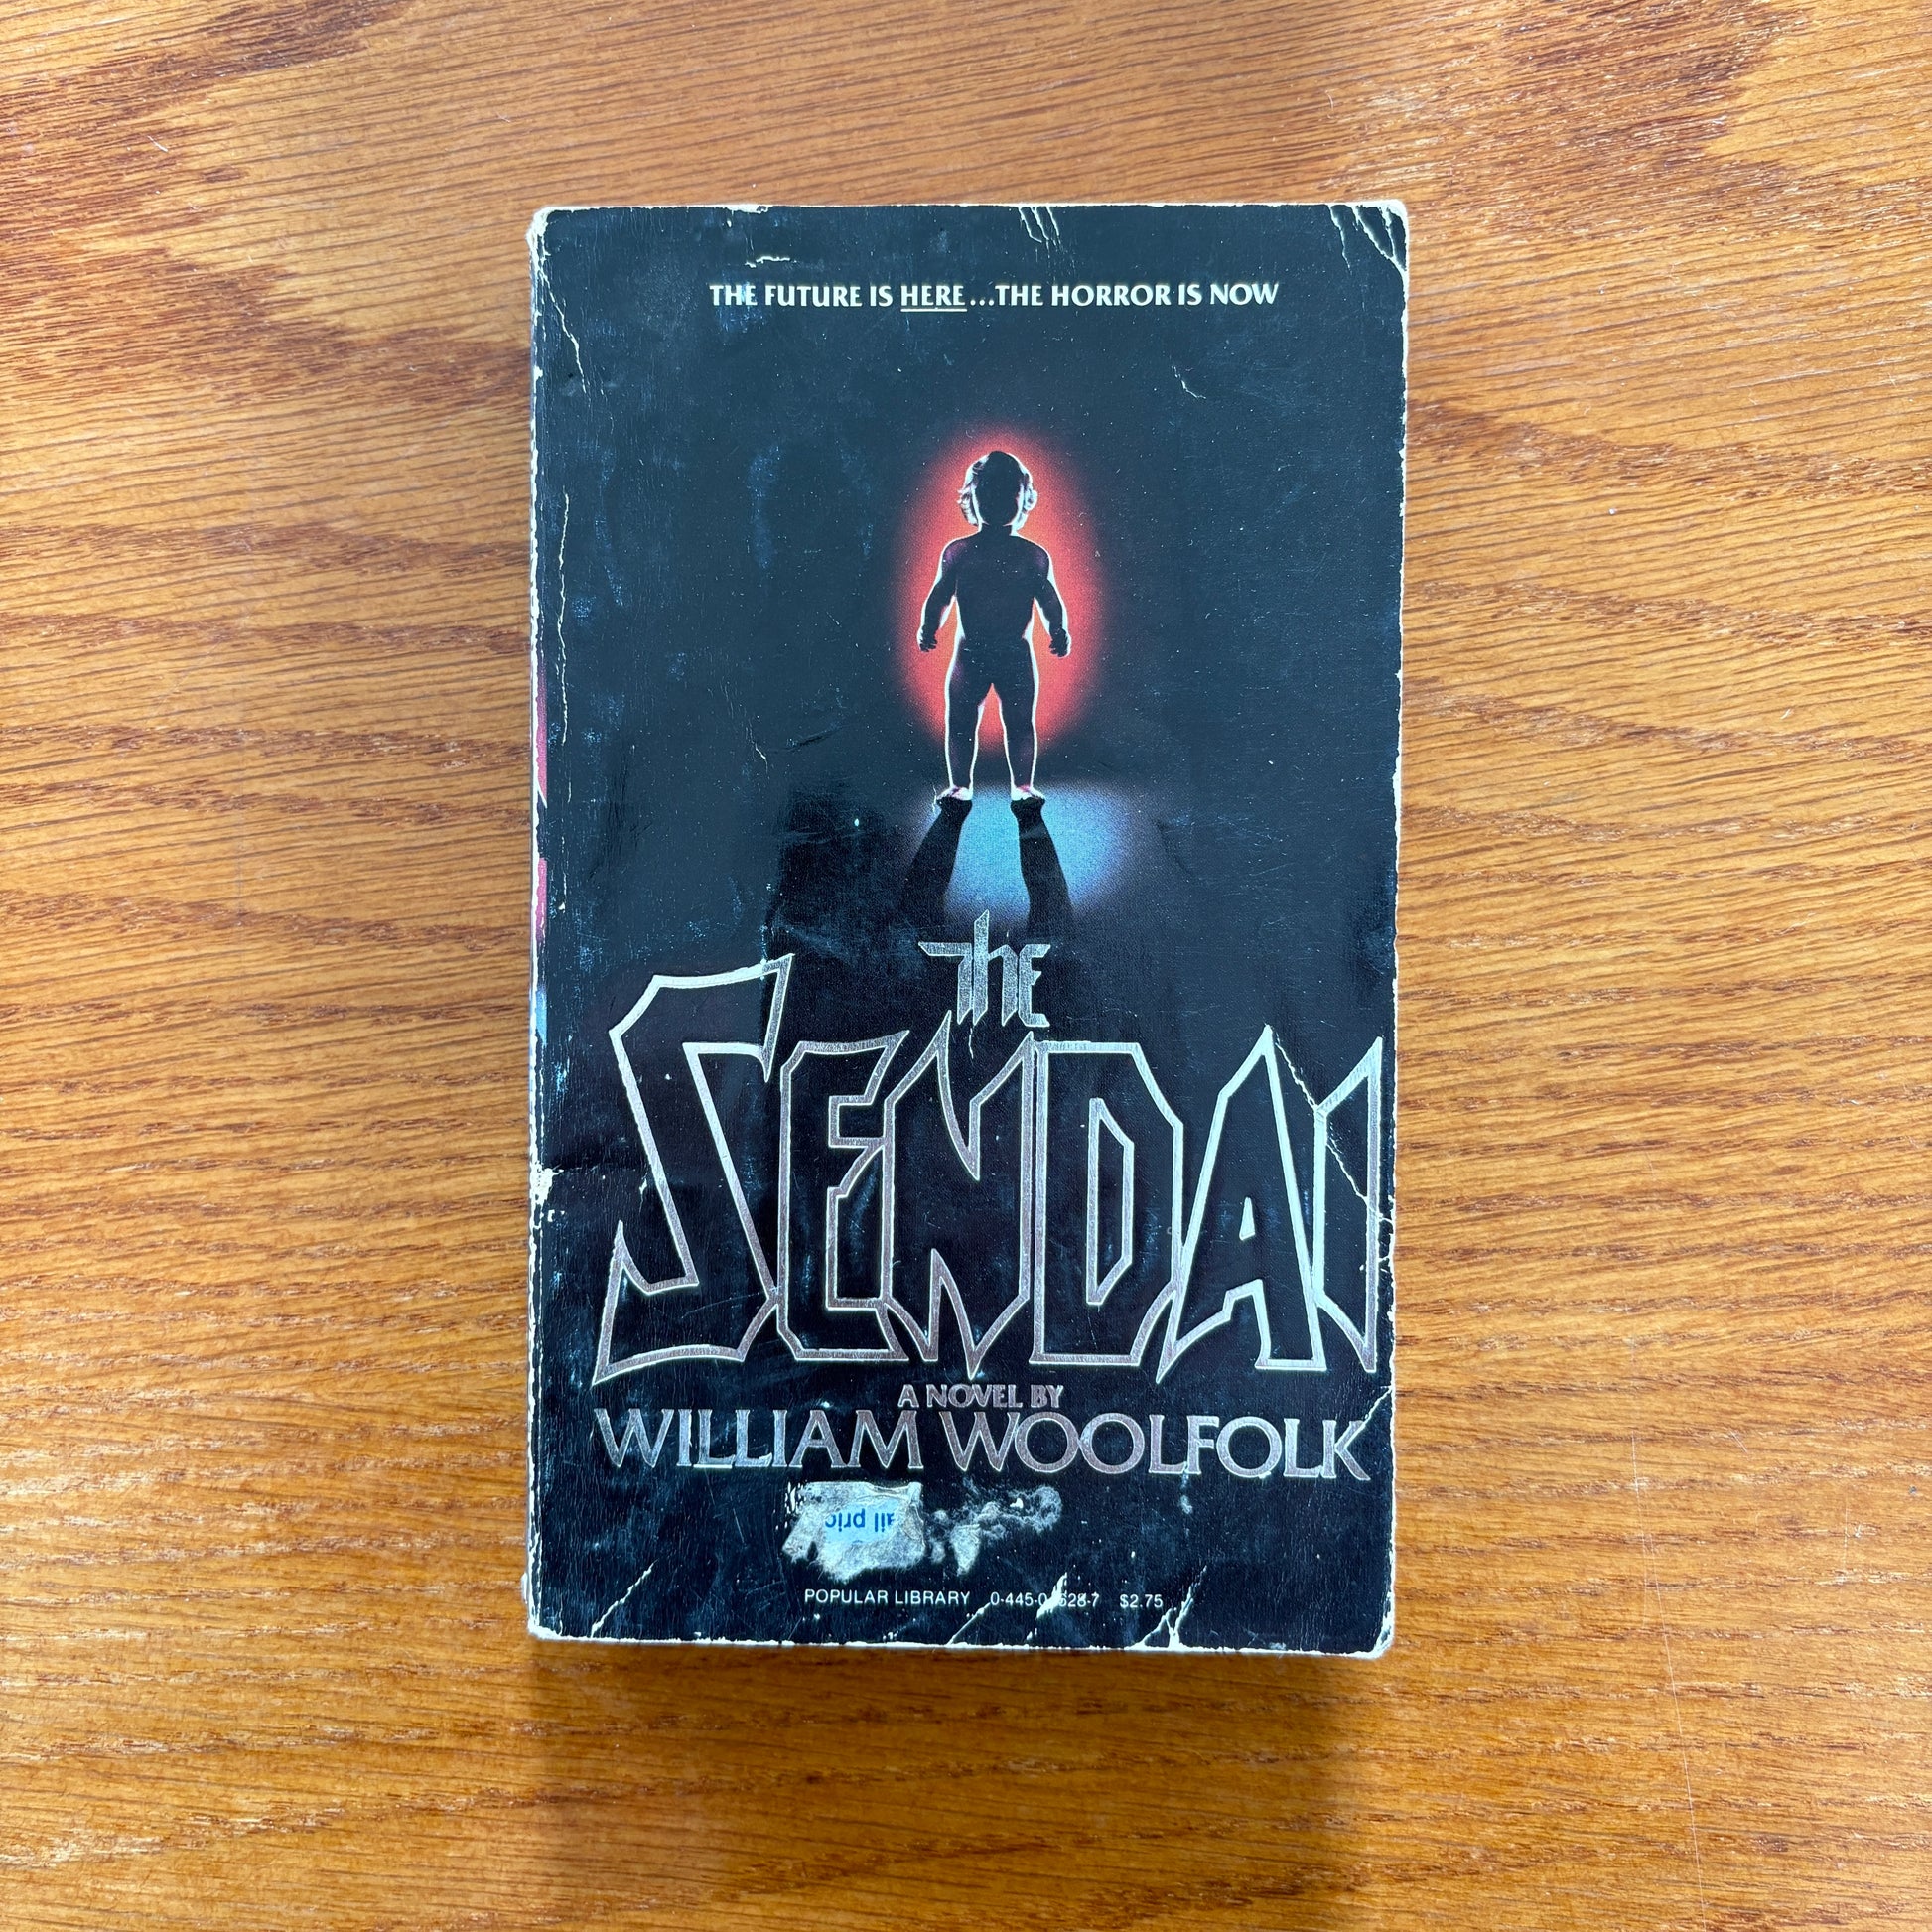 THE FUTURE IS HERE...THE HORROR IS NOW
THE
SENDAI
A NOVEL BY
WILLIAM WOOLFOLK
POPULAR LIBRARY $2.75